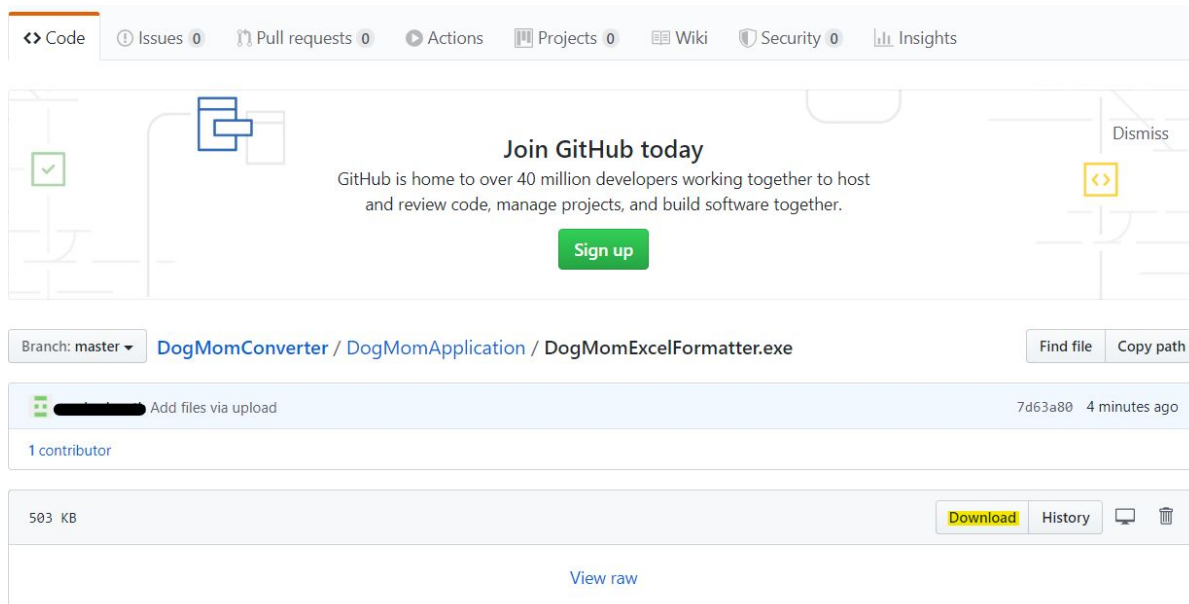 <> Code Issues 0 Pull requests 0 Actions Projects 0 Wiki Security 0 Insights
Dismiss
Join GitHub today
GitHub is home to over 40 million developers working together to host
and review code, manage projects, and build software together.
Sign up
Branch: master DogMomConverter / DogMomApplication / DogMomExcelFormatter.exe Find file Copy path
Add files via upload 7d63a80 4 minutes ago
1 contributor
503 KB Download History
View raw